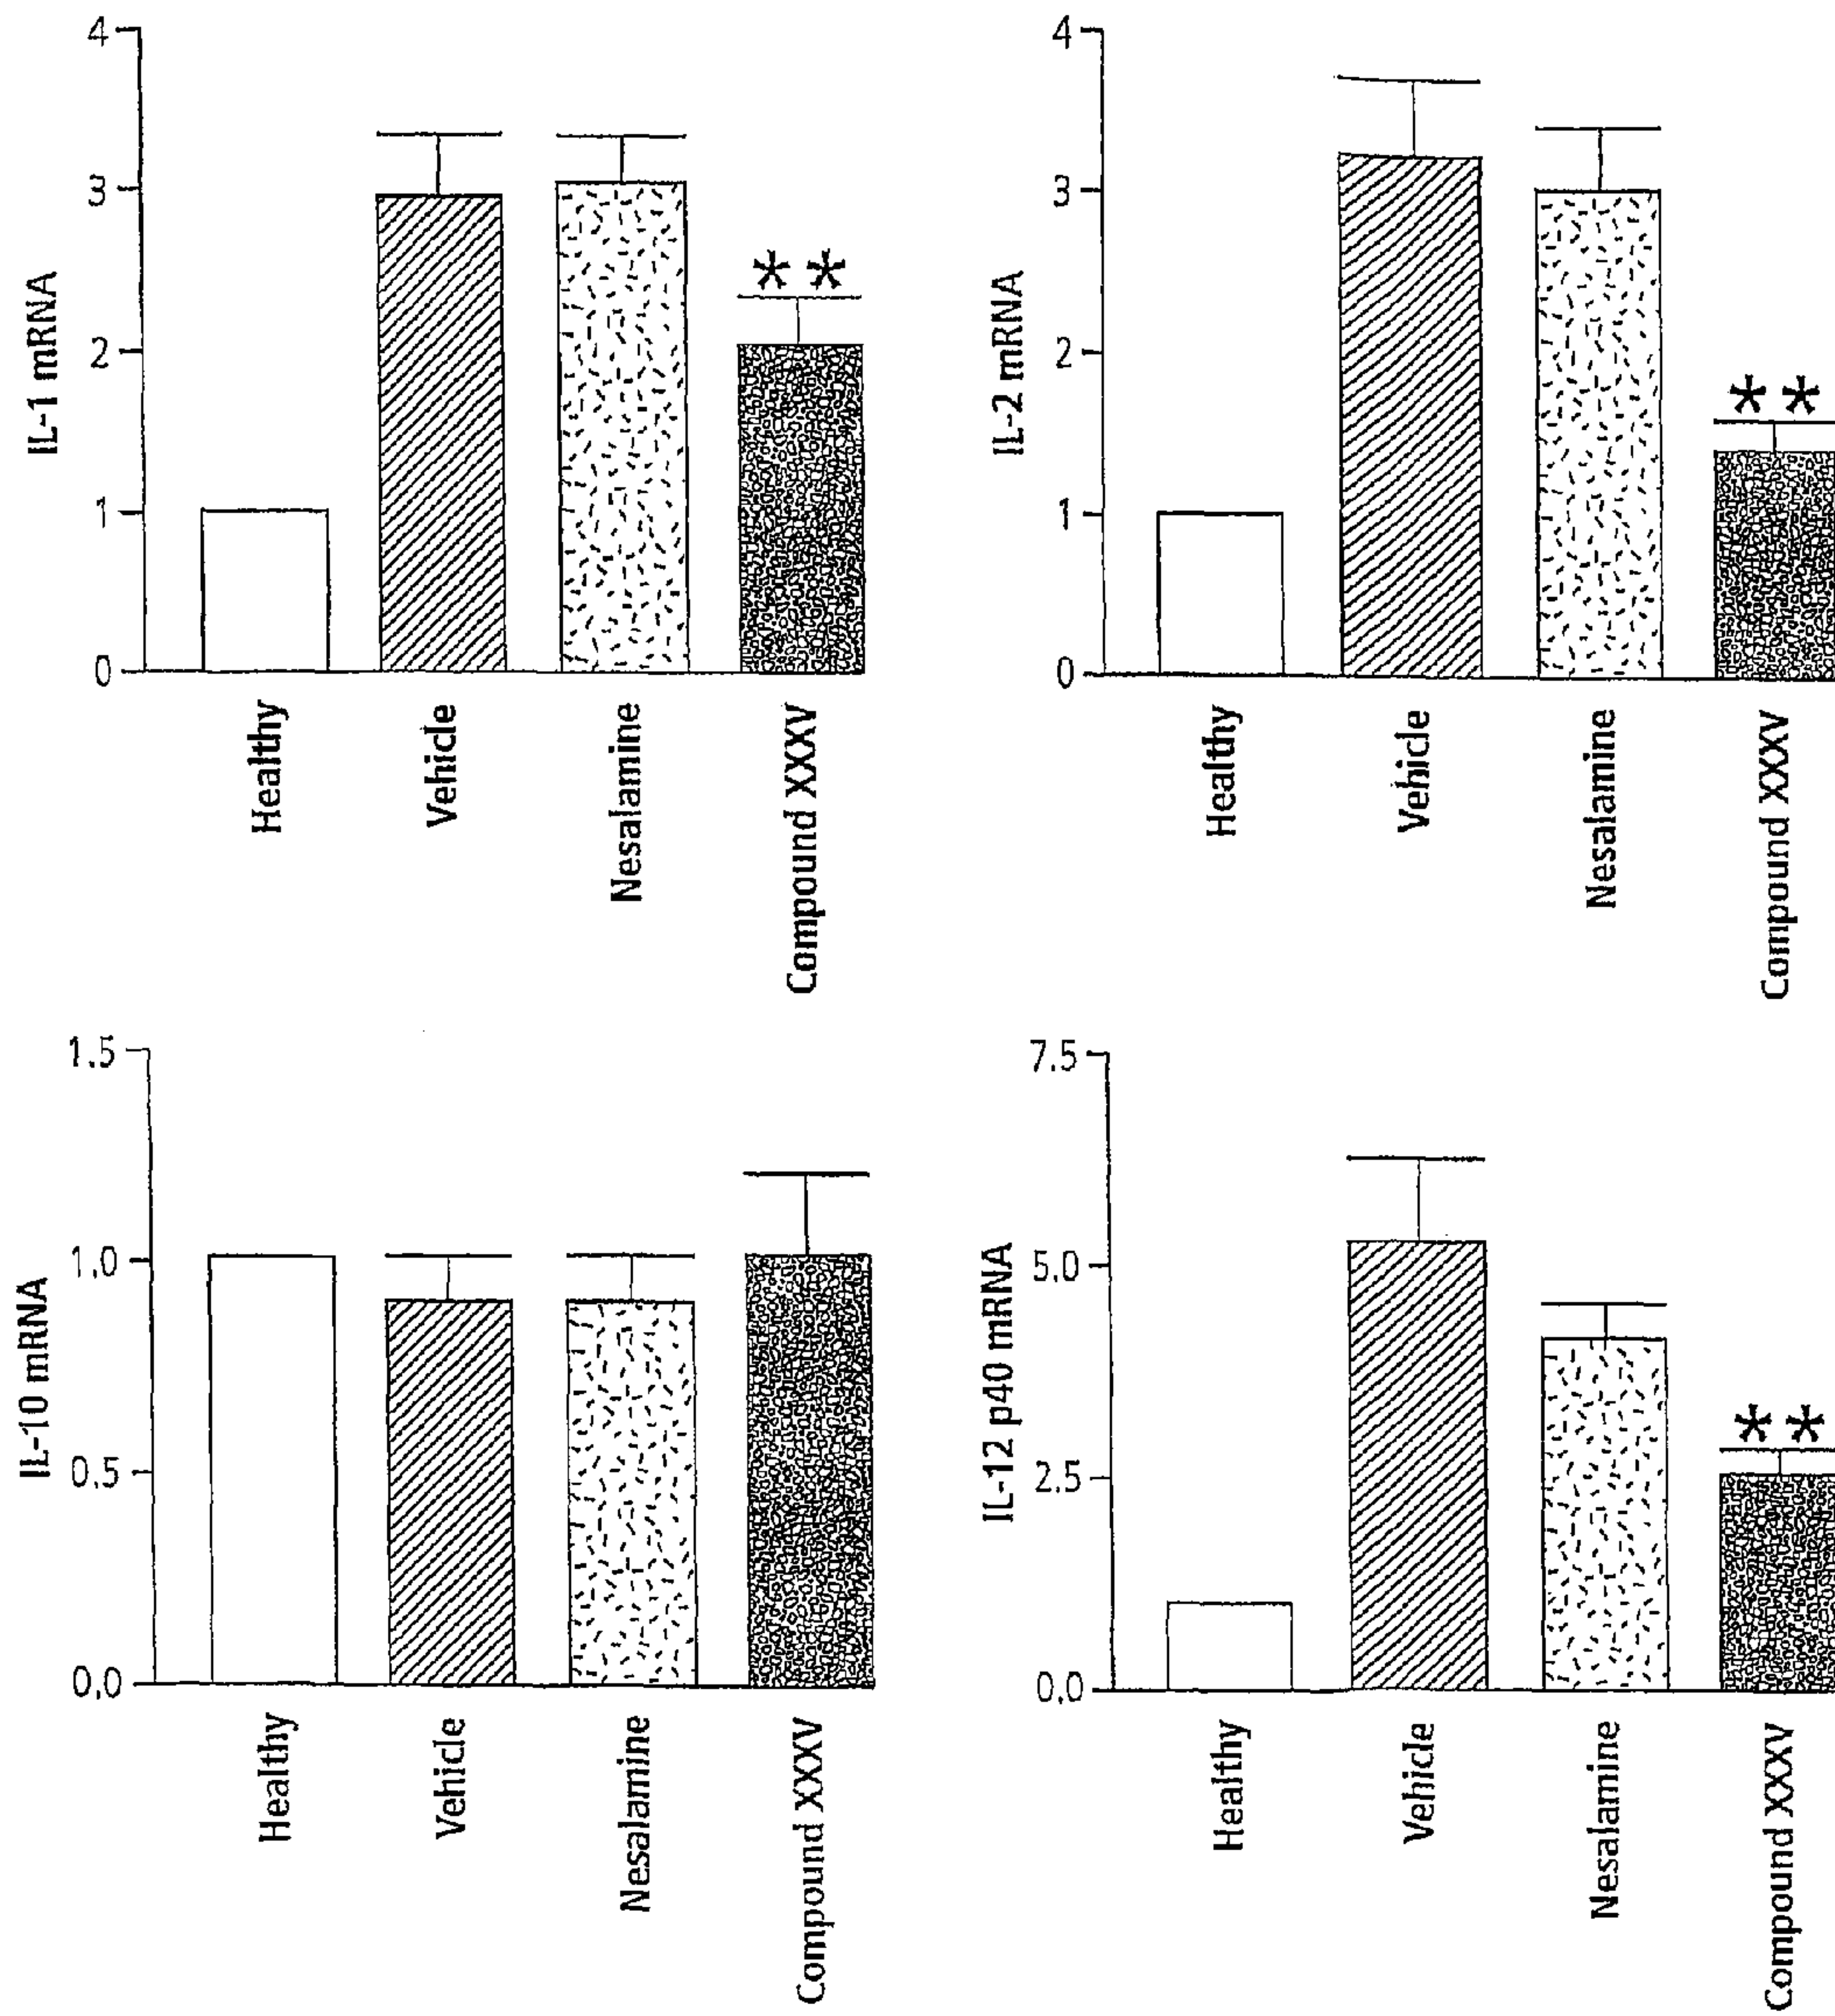 IL-1 mRNA
4
3
2
1
0
**
Healthy
Vehicle
Nesalamine
Compound XXXV
IL-2 mRNA
4
3
2
1
0
**
Healthy
Vehicle
Nesalamine
Compound XXXV
IL-10 mRNA
1.5
1.0
0.5
0.0
Healthy
Vehicle
Nesalamine
Compound XXXV
IL-12 p40 mRNA
7.5
5.0
2.5
0.0
**
Healthy
Vehicle
Nesalamine
Compound XXXV